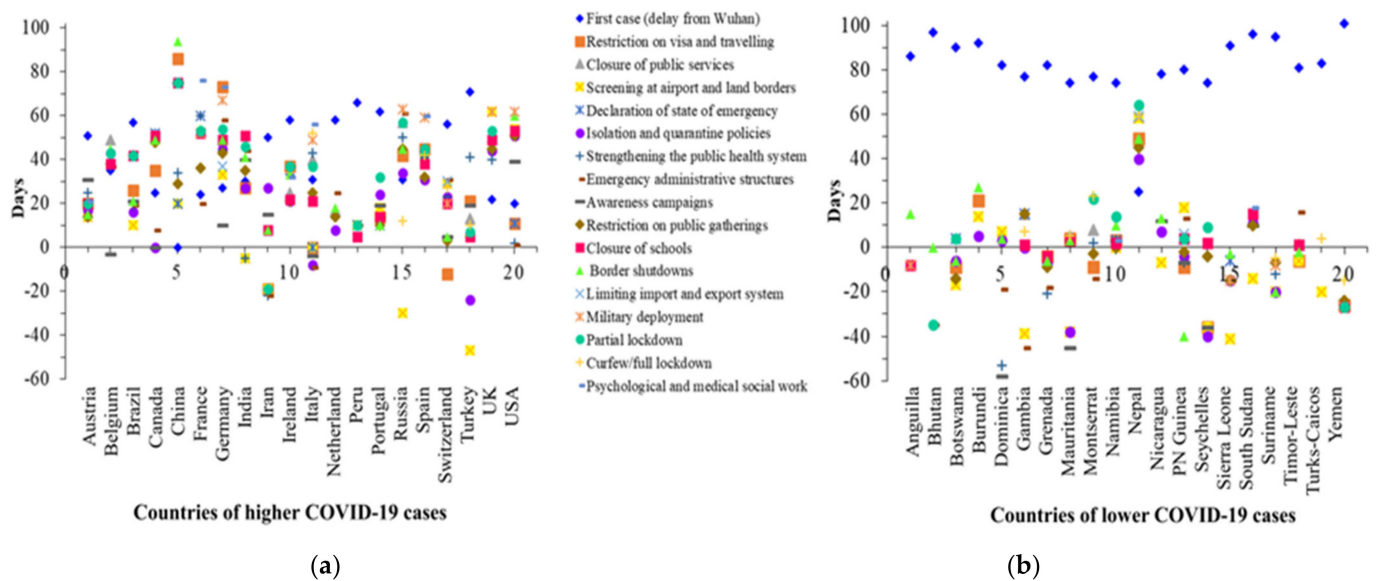 100
80
60
40
20
0
-20
-40
-60
Days
0
5
10
15
20
Austria
Belgium
Brazil
Canada
China
France
Germany
India
Iran
Ireland
Italy
Netherland
Peru
Portugal
Russia
Spain
Switzerland
Turkey
UK
USA
Countries of higher COVID-19 cases
(a)
First case (delay from Wuhan)
Restriction on visa and travelling
Closure of public services
Screening at airport and land borders
Declaration of state of emergency
Isolation and quarantine policies
Strengthening the public health system
Emergency administrative structures
Awareness campaigns
Restriction on public gatherings
Closure of schools
Border shutdowns
Limiting import and export system
Military deployment
Partial lockdown
Curfew/full lockdown
Psychological and medical social work
100
80
60
40
20
0
-20
-40
-60
Days
0
5
10
15
20
Anguilla
Bhutan
Botswana
Burundi
Dominica
Gambia
Grenada
Mauritania
Montserrat
Namibia
Nepal
Nicaragua
PN Guinea
Seychelles
Sierra Leone
South Sudan
Suriname
Timor-Leste
Turks-Caicos
Yemen
Countries of lower COVID-19 cases
(b)